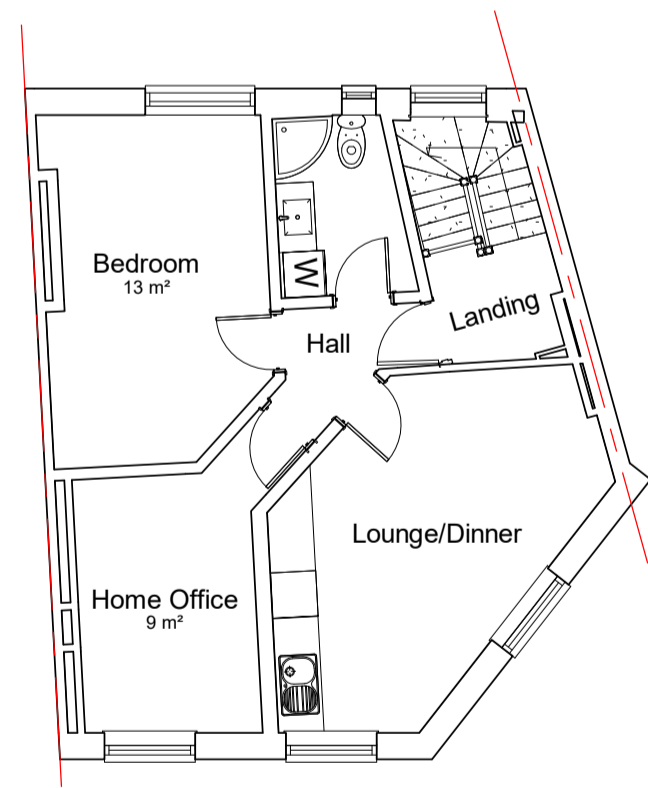 Bedroom
13 m²
W
Hall
Landing
Lounge/Dinner
Home Office
9 m²